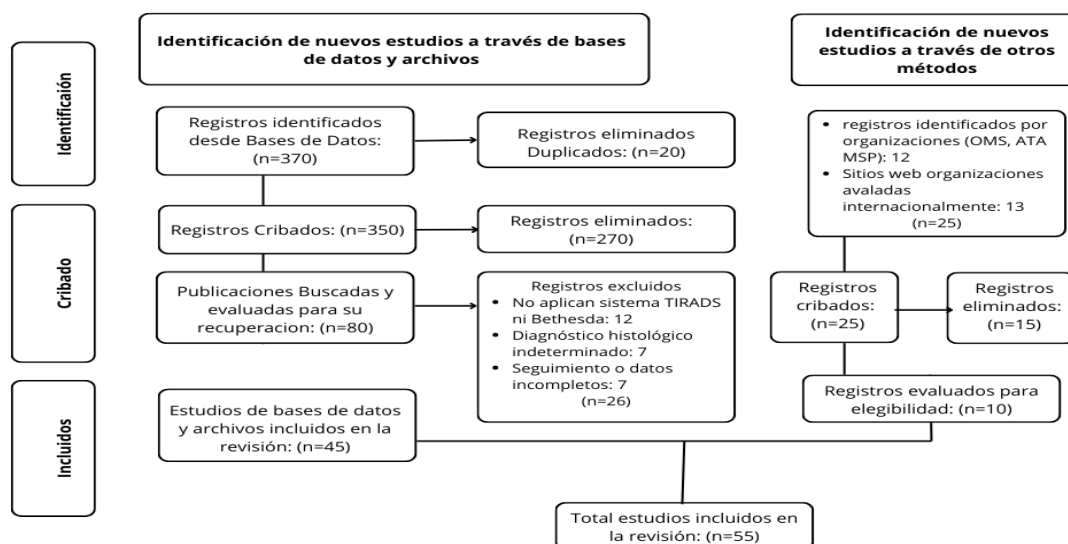 Identificación de nuevos estudios a través de bases
de datos y archivos
Identificación de nuevos
estudios a través de otros
métodos
Identificaión
Registros identificados
desde Bases de Datos:
(n=370)
Registros eliminados
Duplicados: (n=20)
• registros identificados por
organizaciones (OMS, ATA
MSP): 12
• Sitios web organizaciones
avaladas
internacionalmente: 13
(n=25)
Cribado
Registros Cribados: (n=350)
Registros eliminados:
(n=270)
Publicaciones Buscadas y
evaluadas para su
recuperacion: (n=80)
Registros excluidos
• No aplican sistema TIRADS
ni Bethesda: 12
• Diagnóstico histológico
indeterminado: 7
• Seguimiento o datos
incompletos: 7
(n=26)
Registros
cribados:
(n=25)
Registros
eliminados:
(n=15)
Incluidos
Estudios de bases de datos
y archivos incluidos en la
revisión: (n=45)
Registros evaluados para
elegibilidad: (n=10)
Total estudios incluidos en
la revisión: (n=55)